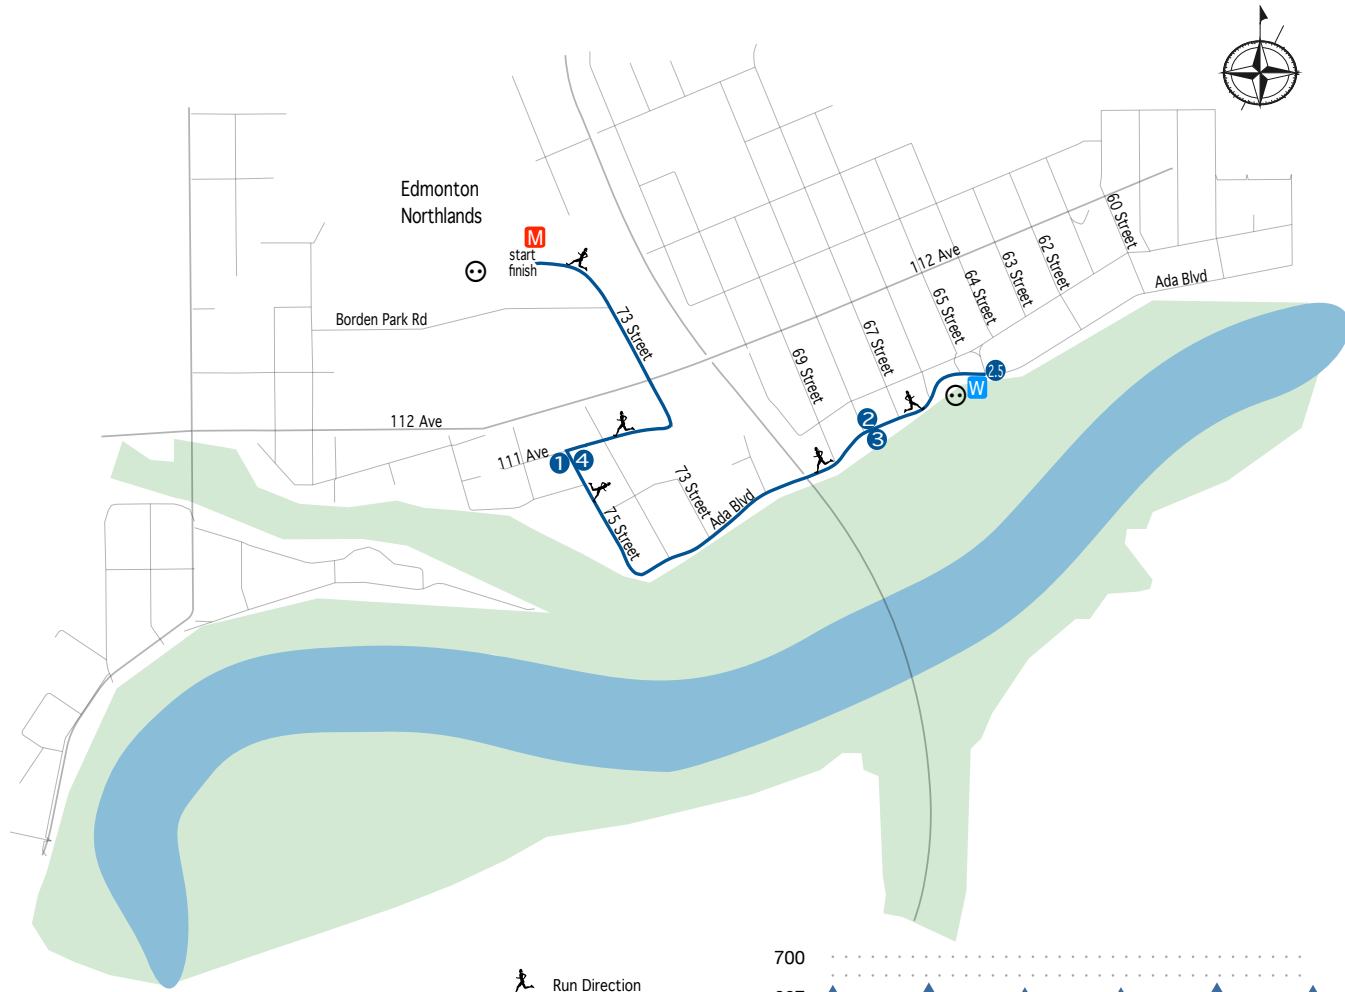 Edmonton
Northlands
M
start
finish
Borden Park Rd
73 Street
112 Ave
112 Ave
60 Street
62 Street
63 Street
64 Street
65 Street
67 Street
69 Street
Ada Blvd
2.5
W
2
3
111 Ave
1
4
75 Street
73 Street
Ada Blvd
Run Direction
700